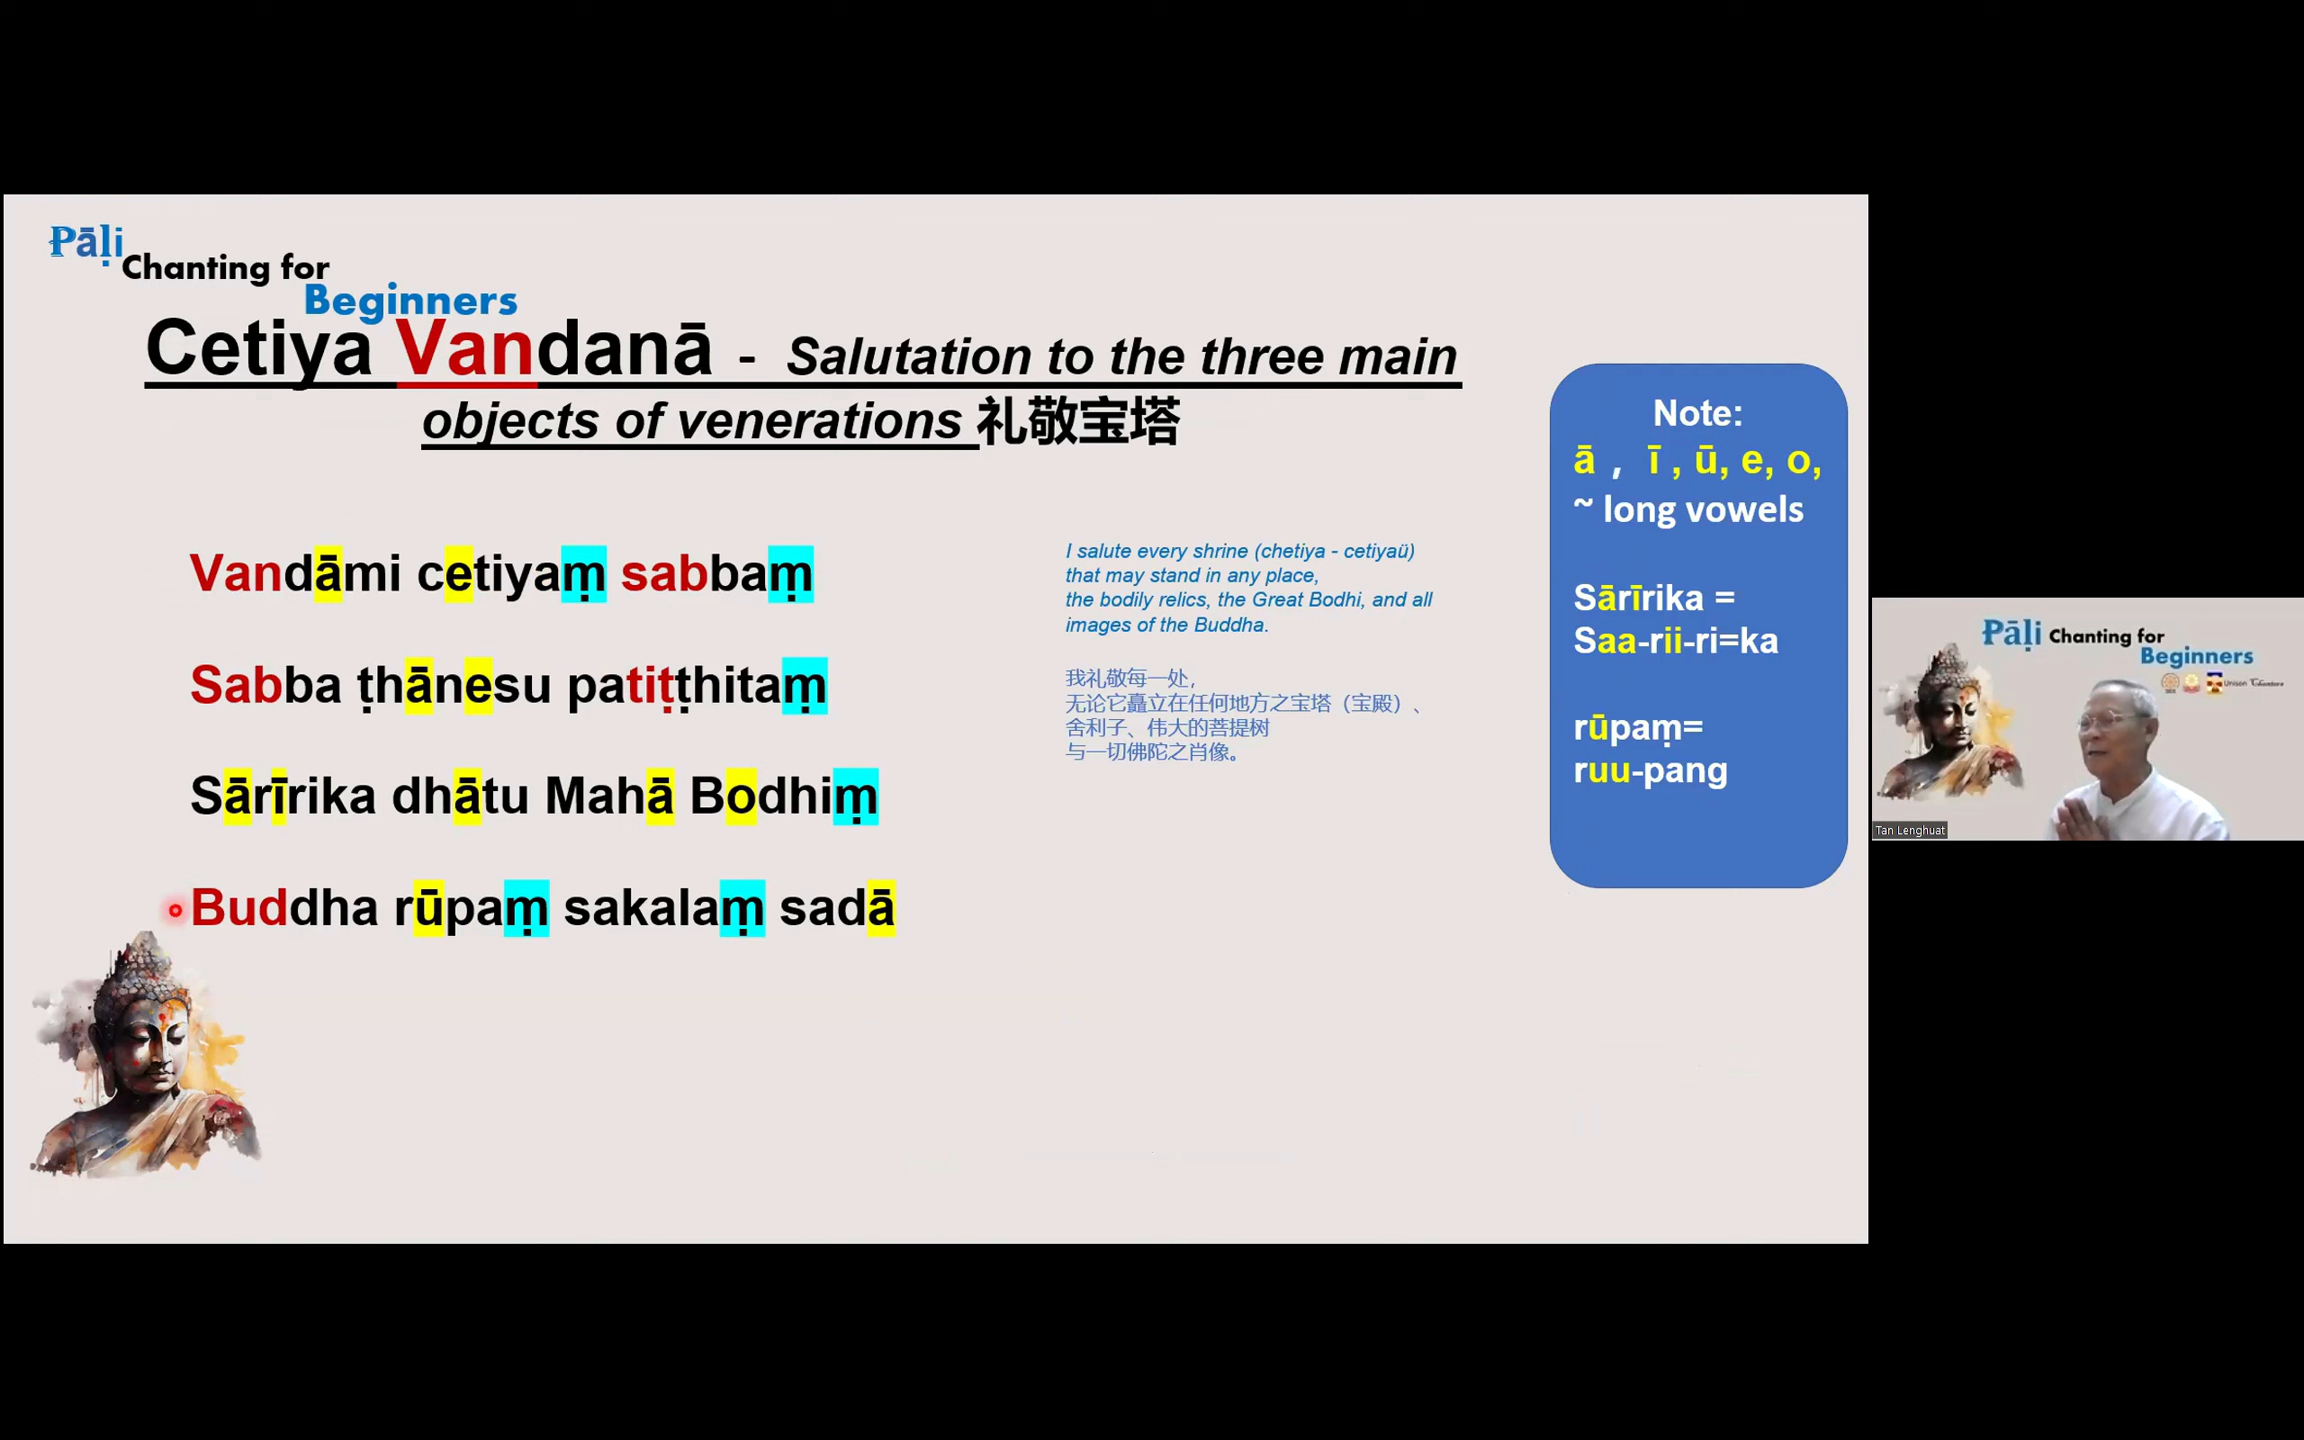 Pāḷi
Chanting for
Beginners
Cetiya Vandanā - Salutation to the three main
objects of venerations 礼敬宝塔
Vandāmi cetiyaṃ sabbaṃ
Sabba ṭhānesu patiṭṭhitaṃ
Sārīrika dhātu Mahā Bodhiṃ
Buddha rūpaṃ sakalaṃ sadā
I salute every shrine (chetiya - cetiyaü)
that may stand in any place,
the bodily relics, the Great Bodhi, and all
images of the Buddha.
我礼敬每一处，
无论它矗立在任何地方之宝塔（宝殿）、
舍利子、伟大的菩提树
与一切佛陀之肖像。
Note:
ā , ī , ū, e, o,
~ long vowels
Sārīrika =
Saa-rii-ri=ka
rūpaṃ=
ruu-pang
Pāḷi Chanting for
Beginners
Unison
Tan Lenghuat